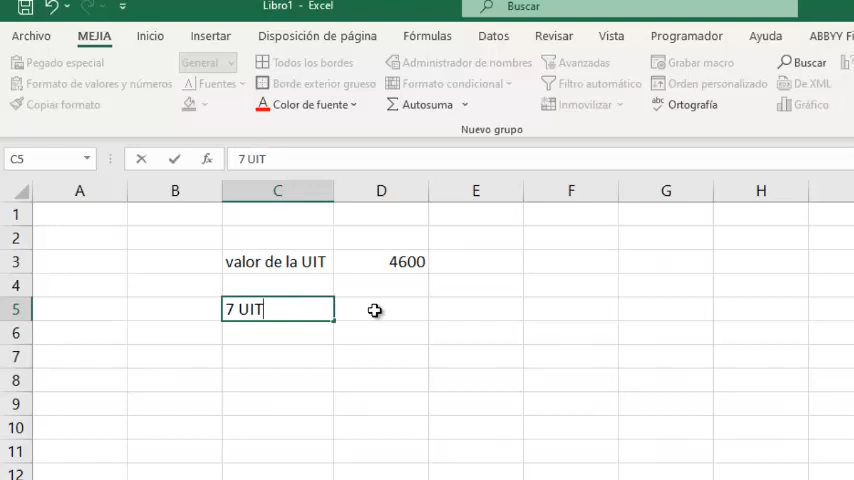 Libro1 - Excel
Buscar
Archivo MEJIA Inicio Insertar Disposición de página Fórmulas Datos Revisar Vista Programador Ayuda ABBYY Fi
Pegado especial General Todos los bordes Administrador de nombres Avanzadas Grabar macro Buscar
Formato de valores y números Fuentes Borde exterior grueso Formato condicional Filtro automático Orden personalizado De XML
Copiar formato Color de fuente Autosuma Inmovilizar Ortografía Gráfico
Nuevo grupo
C5 fx 7 UIT
A B C D E F G H
1
2
3 valor de la UIT 4600
4
5 7 UIT
6
7
8
9
10
11
12